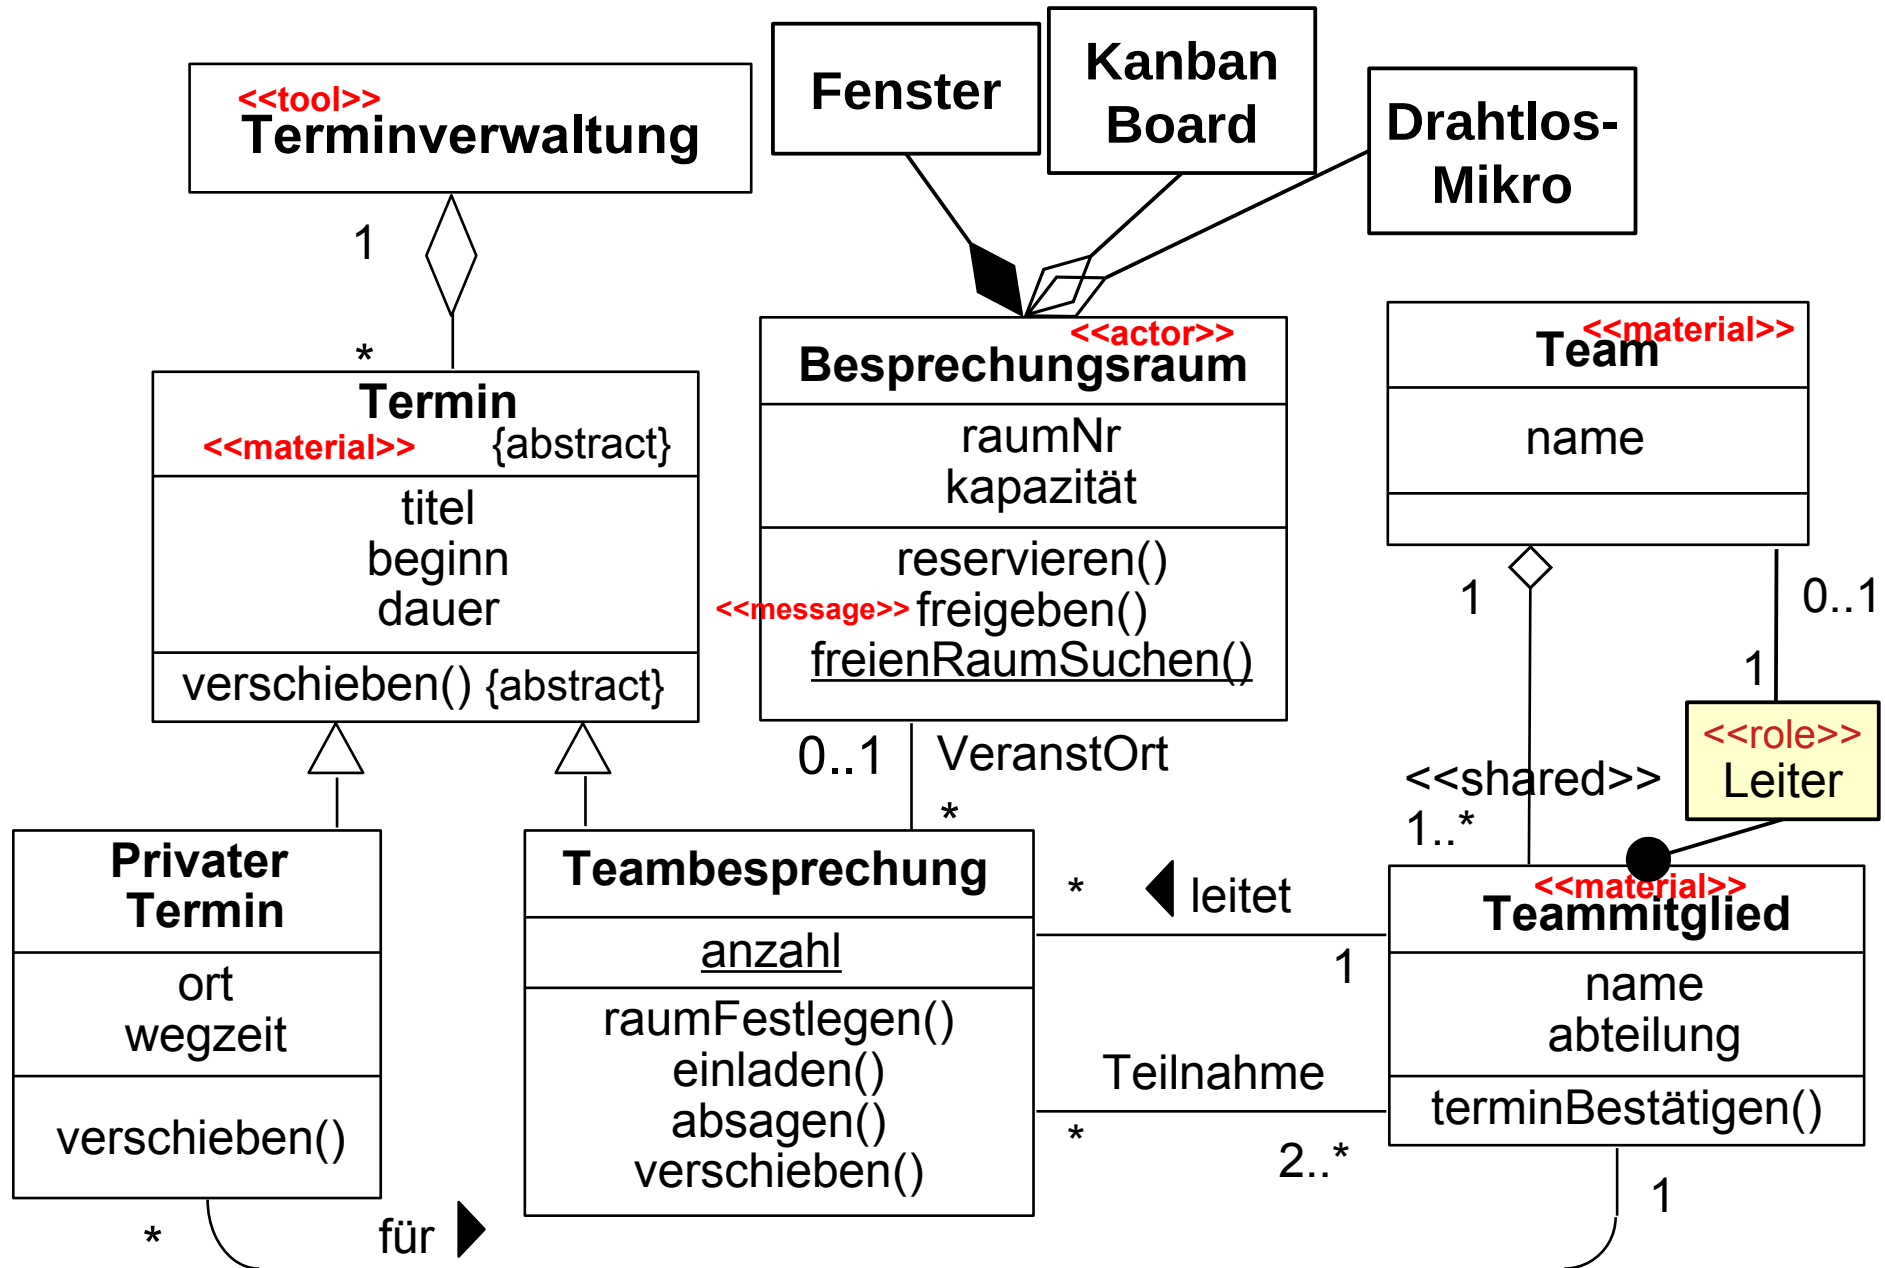 <<tool>>
Terminverwaltung
Fenster
Kanban
Board
Drahtlos-
Mikro
1
*
Termin
<<material>> {abstract}
titel
beginn
dauer
verschieben() {abstract}
<<actor>>
Besprechungsraum
raumNr
kapazität
reservieren()
<<message>> freigeben()
freienRaumSuchen()
<<material>>
Team
name
1
0..1
1
<<role>>
Leiter
<<shared>>
1..*
0..1
VeranstOrt
*
Privater
Termin
ort
wegzeit
verschieben()
Teambesprechung
anzahl
raumFestlegen()
einladen()
absagen()
verschieben()
*
leitet
1
Teilnahme
*
2..*
<<material>>
Teammitglied
name
abteilung
terminBestätigen()
*
für
1